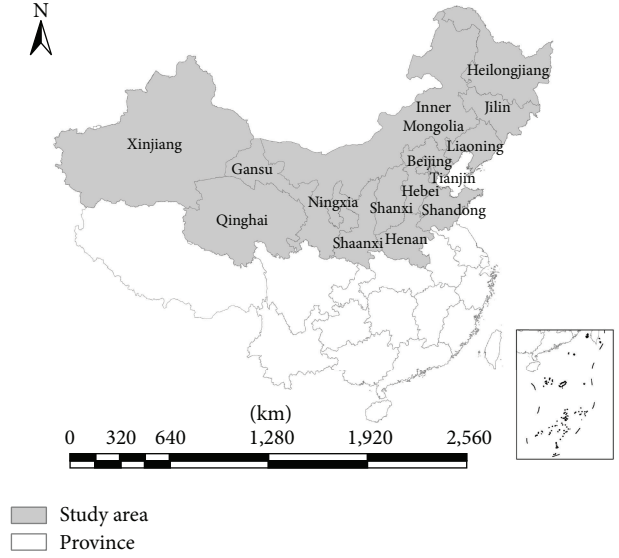 N
Heilongjiang
Inner
Mongolia
Jilin
Xinjiang
Liaoning
Beijing
Gansu
Tianjin
Hebei
Ningxia
Shanxi
Shandong
Qinghai
Shaanxi
Henan
(km)
0 320 640 1,280 1,920 2,560
Study area
Province